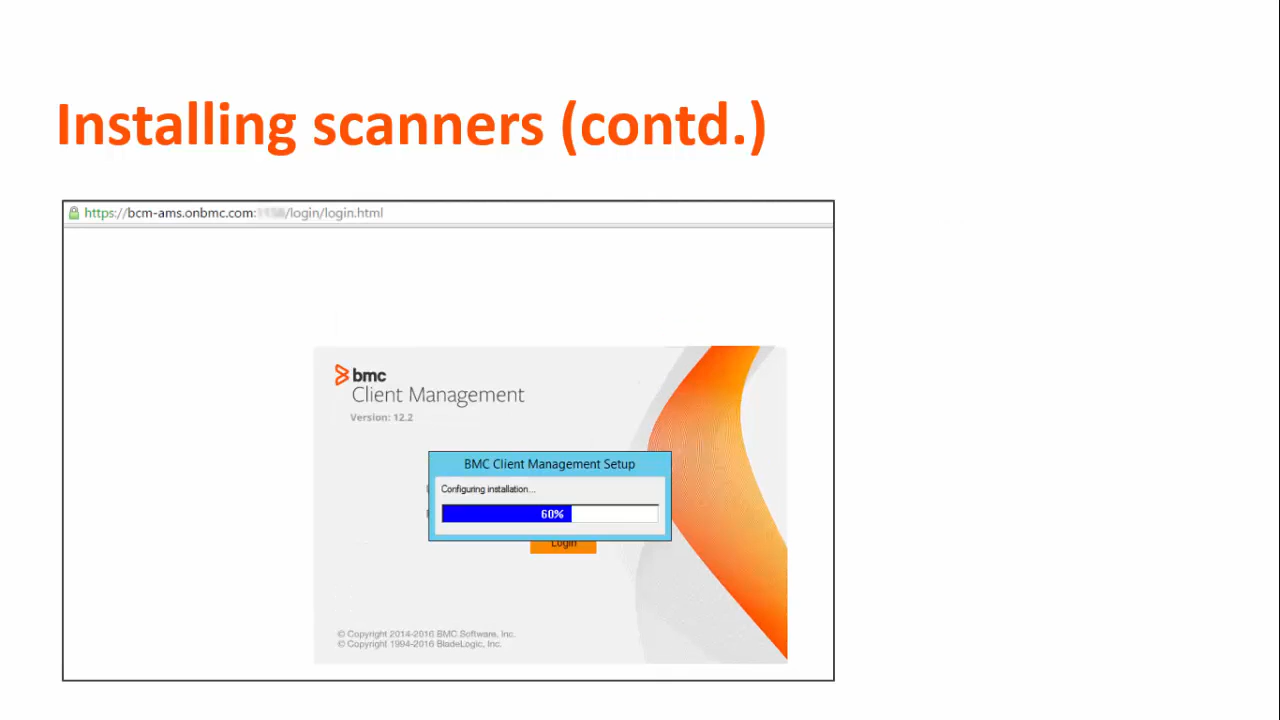 Installing scanners (contd.)
https://bcm-ams.onbmc.com: /login/login.html
bmc
Client Management
Version: 12.2
BMC Client Management Setup
Configuring installation...
60%
Login
© Copyright 2014-2016 BMC Software, Inc.
© Copyright 1994-2016 BladeLogic, Inc.